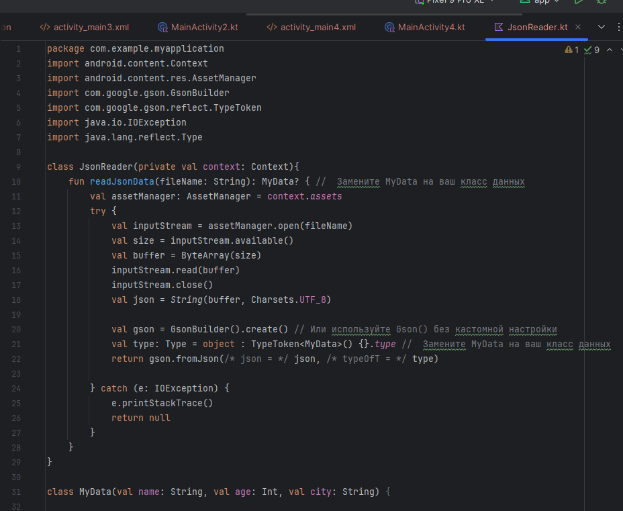 Pixel 9 Pro XL app
on activity_main3.xml MainActivity2.kt activity_main4.xml MainActivity4.kt JsonReader.kt
1 package com.example.myapplication 1 9
2 import android.content.Context
3 import android.content.res.AssetManager
4 import com.google.gson.GsonBuilder
5 import com.google.gson.reflect.TypeToken
6 import java.io.IOException
7 import java.lang.reflect.Type
8
9 class JsonReader(private val context: Context){
10 fun readJsonData(fileName: String): MyData? { // Замените MyData на ваш класс данных
11 val assetManager: AssetManager = context.assets
12 try {
13 val inputStream = assetManager.open(fileName)
14 val size = inputStream.available()
15 val buffer = ByteArray(size)
16 inputStream.read(buffer)
17 inputStream.close()
18 val json = String(buffer, Charsets.UTF_8)
19
20 val gson = GsonBuilder().create() // Или используйте Gson() без кастомной настройки
21 val type: Type = object : TypeToken<MyData>() {}.type // Замените MyData на ваш класс данных
22 return gson.fromJson(/* json = */ json, /* typeOfT = */ type)
23
24 } catch (e: IOException) {
25 e.printStackTrace()
26 return null
27 }
28 }
29 }
30
31 class MyData(val name: String, val age: Int, val city: String) {
32